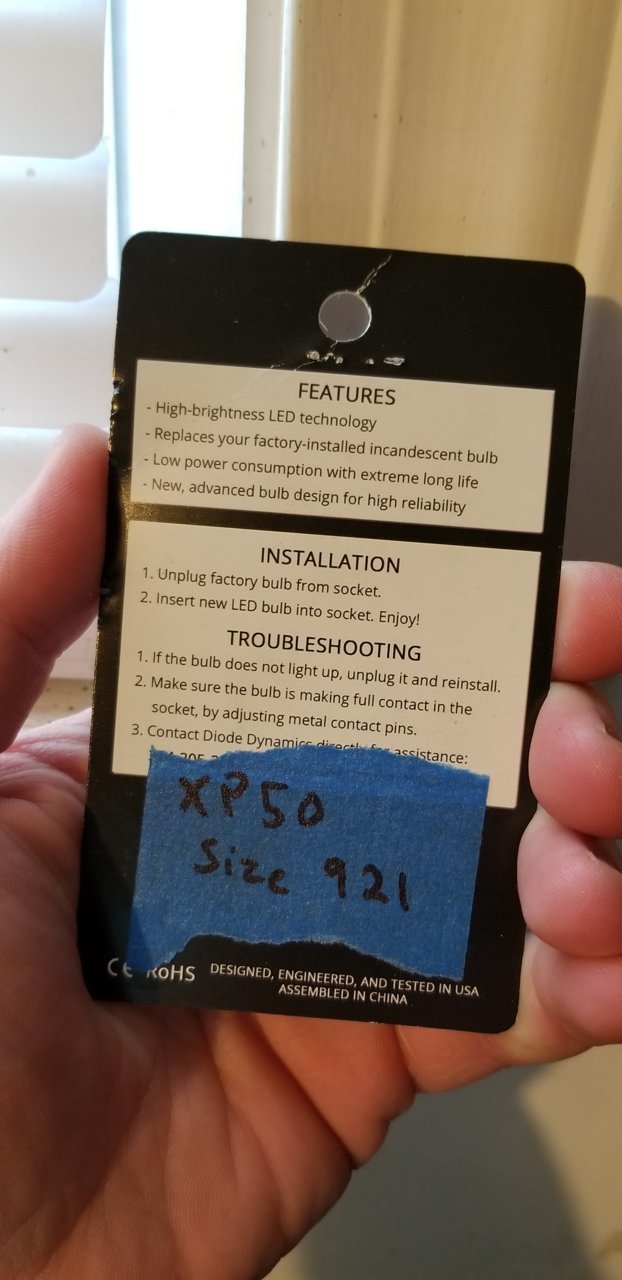 FEATURES
- High-brightness LED technology
- Replaces your factory-installed incandescent bulb
- Low power consumption with extreme long life
- New, advanced bulb design for high reliability
INSTALLATION
1. Unplug factory bulb from socket.
2. Insert new LED bulb into socket. Enjoy!
TROUBLESHOOTING
1. If the bulb does not light up, unplug it and reinstall.
2. Make sure the bulb is making full contact in the
socket, by adjusting metal contact pins.
3. Contact Diode Dynamics directly for assistance:
XP50
Size 921
CE RoHS
DESIGNED, ENGINEERED, AND TESTED IN USA
ASSEMBLED IN CHINA